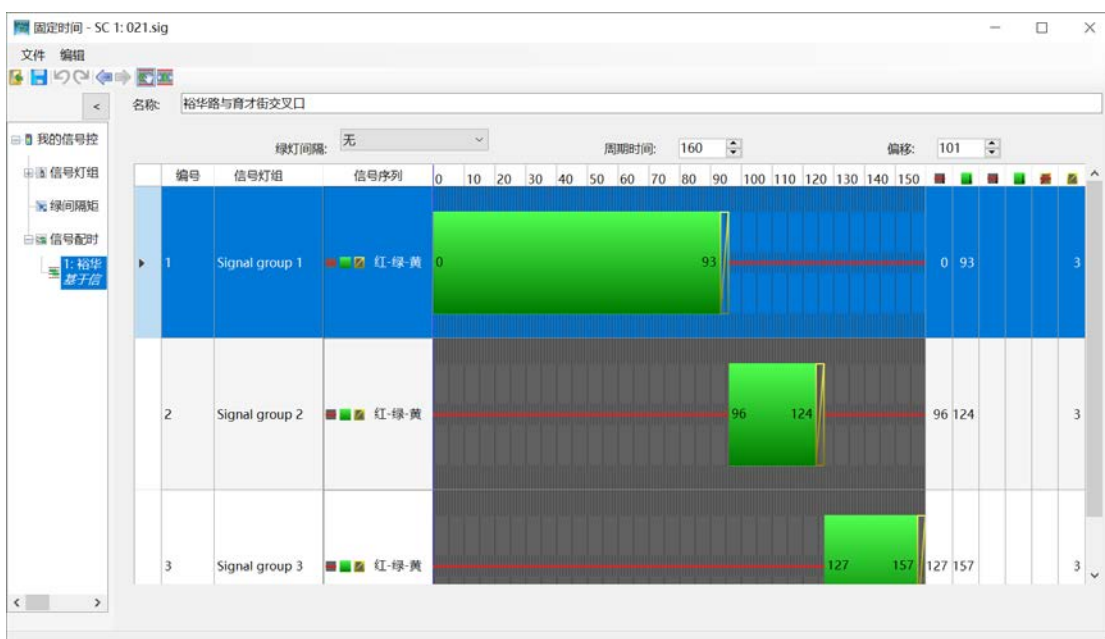 固定时间 - SC 1: 021.sig
文件 编辑
< 名称: 裕华路与育才街交叉口
我的信号控
信号灯组
绿间隔矩
信号配时
1: 裕华
基于信
绿灯间隔: 无 周期时间: 160 偏移: 101
编号 信号灯组 信号序列 0 10 20 30 40 50 60 70 80 90 100 110 120 130 140 150
1 Signal group 1 红-绿-黄 0 93 0 93 3
2 Signal group 2 红-绿-黄 96 124 96 124 3
3 Signal group 3 红-绿-黄 127 157 127 157 3